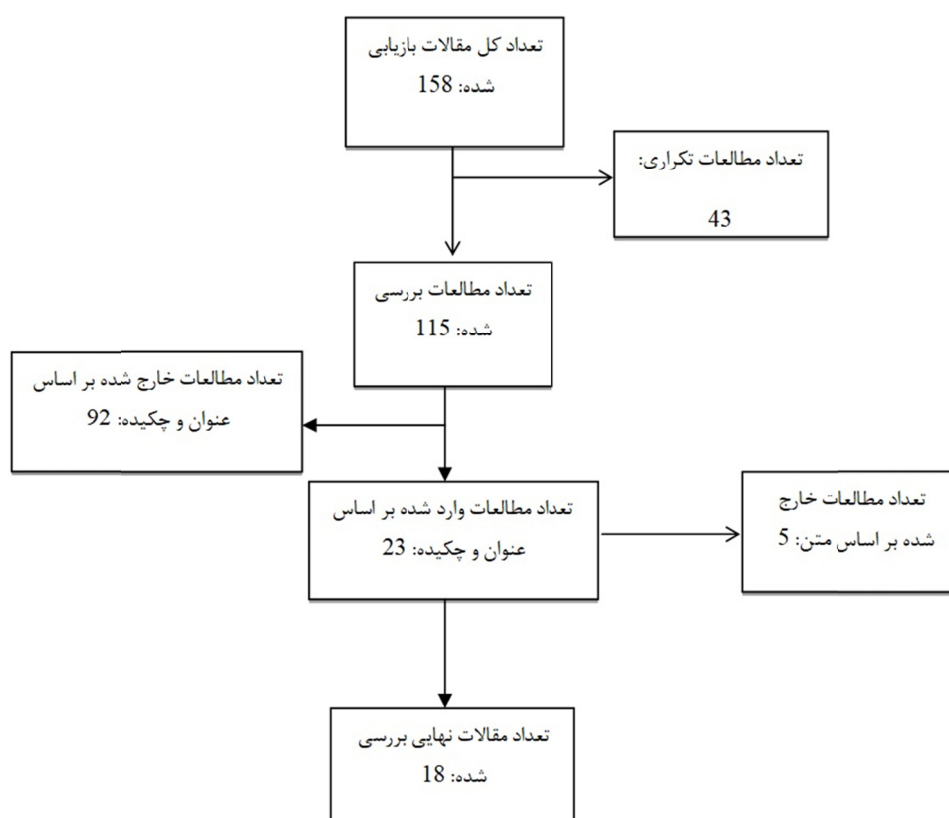 تعداد کل مقالات بازیابی
شده: 158
تعداد مطالعات تکراری:
43
تعداد مطالعات بررسی
شده: 115
تعداد مطالعات خارج شده بر اساس
عنوان و چکیده: 92
تعداد مطالعات وارد شده بر اساس
عنوان و چکیده: 23
تعداد مطالعات خارج
شده بر اساس متن: 5
تعداد مقالات نهایی بررسی
شده: 18